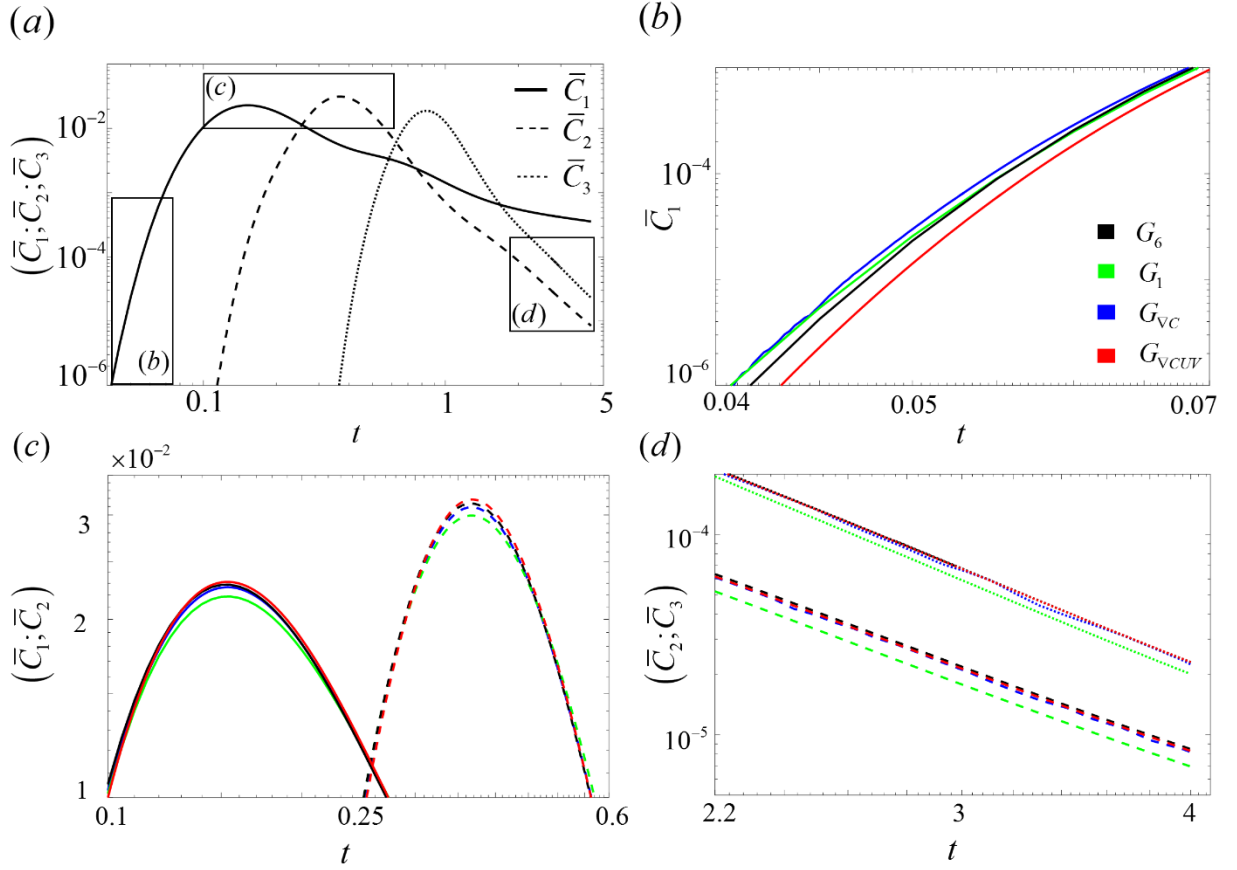 (a)
(C̅₁;C̅₂;C̅₃)
10⁻²
10⁻⁴
10⁻⁶
(c)
(b)
(d)
C̅₁
C̅₂
C̅₃
0.1
1
5
t
(b)
C̅₁
10⁻⁴
10⁻⁶
G₆
G₁
G∇C
G∇CUV
0.04
0.05
0.07
t
(c)
×10⁻²
(C̅₁;C̅₂)
3
2
1
0.1
0.25
0.6
t
(d)
(C̅₂;C̅₃)
10⁻⁴
10⁻⁵
2.2
3
4
t